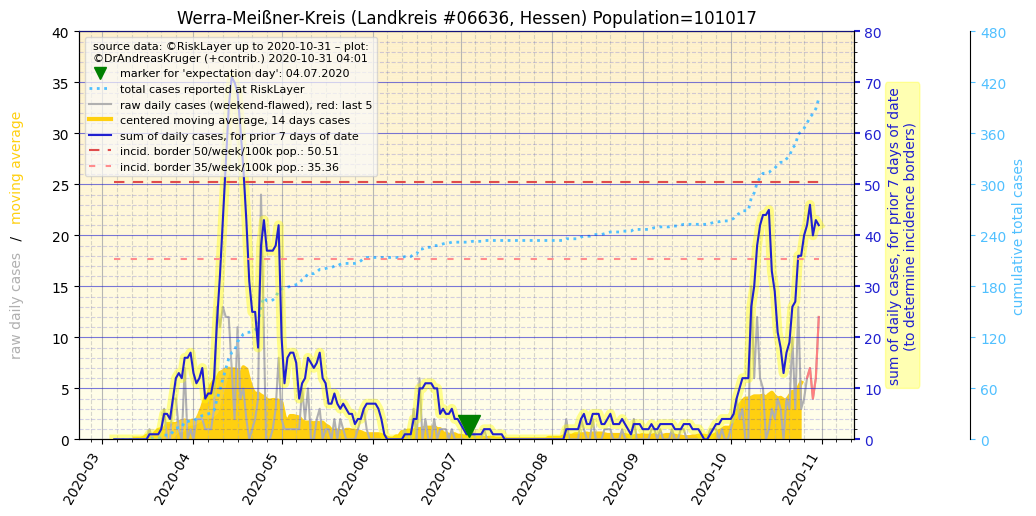 Werra-Meißner-Kreis (Landkreis #06636, Hessen) Population=101017
source data: ©RiskLayer up to 2020-10-31 – plot:
©DrAndreasKruger (+contrib.) 2020-10-31 04:01
marker for 'expectation day': 04.07.2020
total cases reported at RiskLayer
raw daily cases (weekend-flawed), red: last 5
centered moving average, 14 days cases
sum of daily cases, for prior 7 days of date
incid. border 50/week/100k pop.: 50.51
incid. border 35/week/100k pop.: 35.36
raw daily cases / moving average
40
35
30
25
20
15
10
5
0
80
70
60
50
40
30
20
10
0
sum of daily cases, for prior 7 days of date
(to determine incidence borders)
480
420
360
300
240
180
120
60
0
cumulative total cases
2020-03
2020-04
2020-05
2020-06
2020-07
2020-08
2020-09
2020-10
2020-11